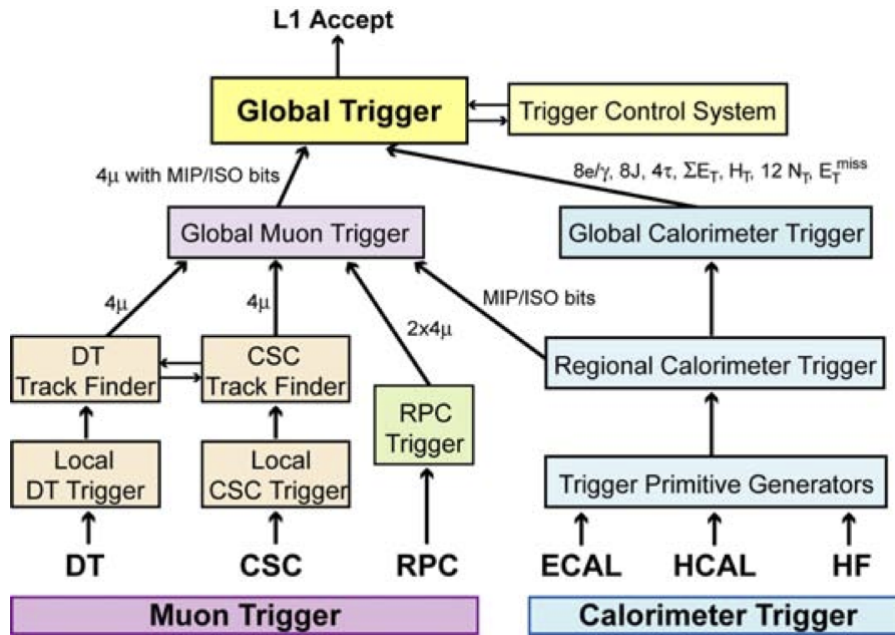 L1 Accept
Global Trigger
Trigger Control System
4μ with MIP/ISO bits
8e/γ, 8J, 4τ, ΣE_T, H_T, 12 N_T, E_T^miss
Global Muon Trigger
Global Calorimeter Trigger
4μ
4μ
2x4μ
MIP/ISO bits
DT
Track Finder
CSC
Track Finder
Regional Calorimeter Trigger
RPC
Trigger
Local
DT Trigger
Local
CSC Trigger
Trigger Primitive Generators
DT
CSC
RPC
ECAL
HCAL
HF
Muon Trigger
Calorimeter Trigger